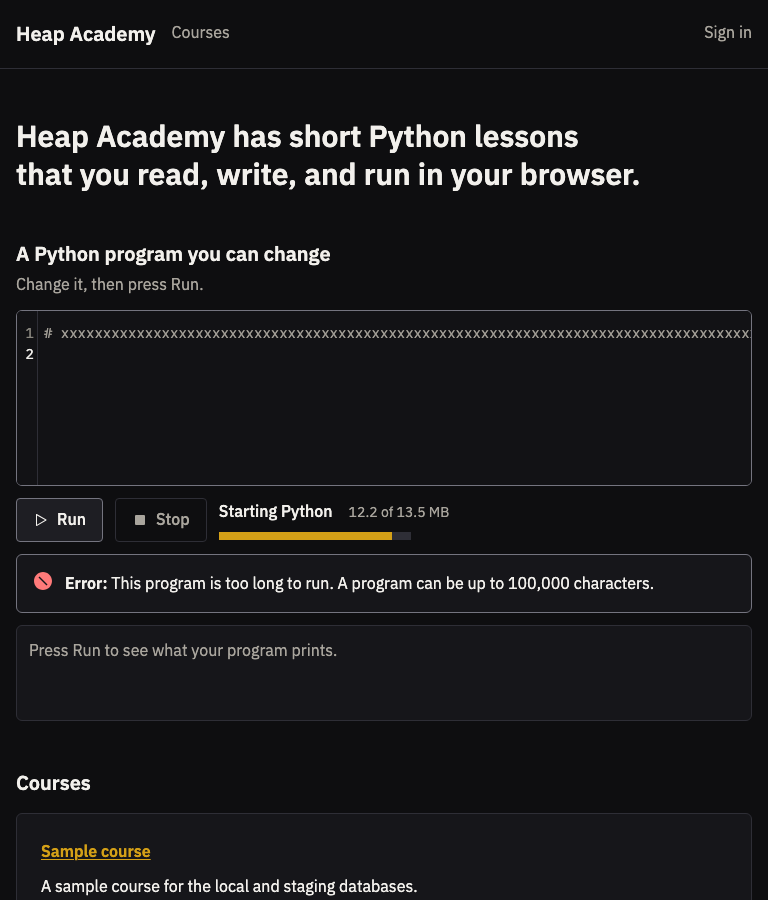 Heap Academy Courses Sign in
Heap Academy has short Python lessons
that you read, write, and run in your browser.
A Python program you can change
Change it, then press Run.
1 #
2
Run Stop Starting Python 12.2 of 13.5 MB
Error: This program is too long to run. A program can be up to 100,000 characters.
Press Run to see what your program prints.
Courses
Sample course
A sample course for the local and staging databases.